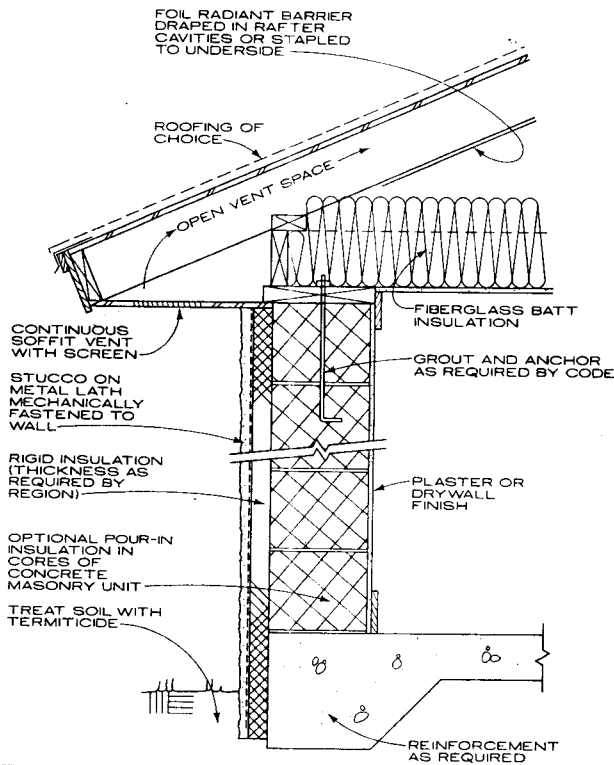 FOIL RADIANT BARRIER
DRAPED IN RAFTER
CAVITIES OR STAPLED
TO UNDERSIDE
ROOFING OF
CHOICE
OPEN VENT SPACE
CONTINUOUS
SOFFIT VENT
WITH SCREEN
FIBERGLASS BATT
INSULATION
GROUT AND ANCHOR
AS REQUIRED BY CODE
STUCCO ON
METAL LATH
MECHANICALLY
FASTENED TO
WALL
RIGID INSULATION
(THICKNESS AS
REQUIRED BY
REGION)
PLASTER OR
DRYWALL
FINISH
OPTIONAL POUR-IN
INSULATION IN
CORES OF
CONCRETE
MASONRY UNIT
TREAT SOIL WITH
TERMITICIDE
REINFORCEMENT
AS REQUIRED